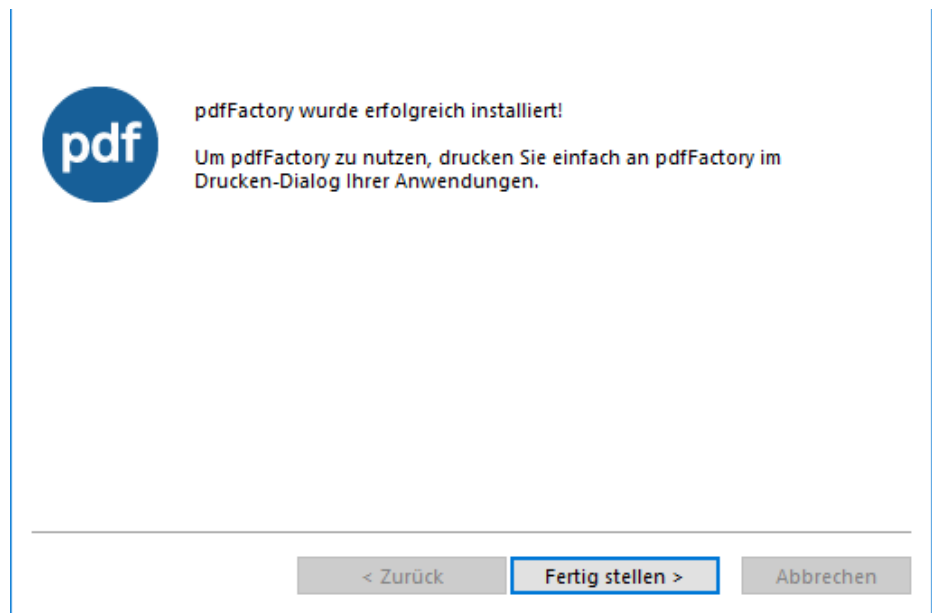 pdf
pdfFactory wurde erfolgreich installiert!
Um pdfFactory zu nutzen, drucken Sie einfach an pdfFactory im
Drucken-Dialog Ihrer Anwendungen.
< Zurück
Fertig stellen >
Abbrechen